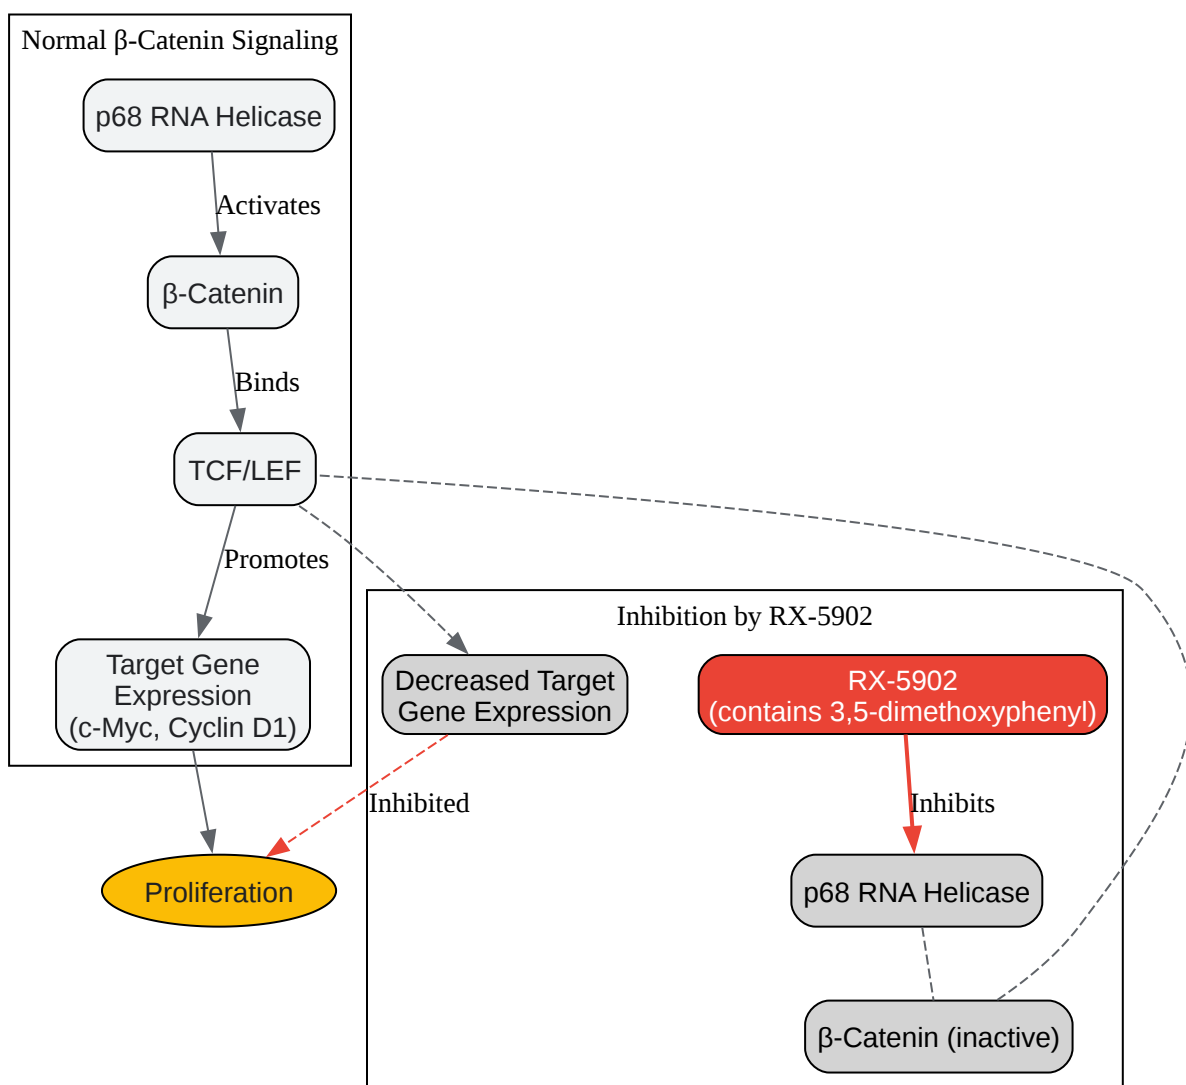 Normal β-Catenin Signaling
p68 RNA Helicase
Activates
β-Catenin
Binds
TCF/LEF
Promotes
Target Gene
Expression
(c-Myc, Cyclin D1)
Inhibition by RX-5902
Decreased Target
Gene Expression
RX-5902
(contains 3,5-dimethoxyphenyl)
Inhibited
Inhibits
Proliferation
p68 RNA Helicase
β-Catenin (inactive)